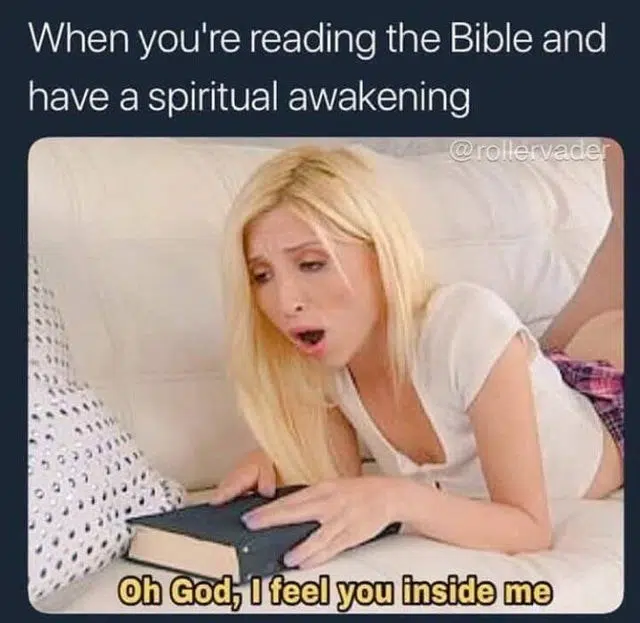 When you're reading the Bible and
have a spiritual awakening
@rollervader
Oh God, I feel you inside me